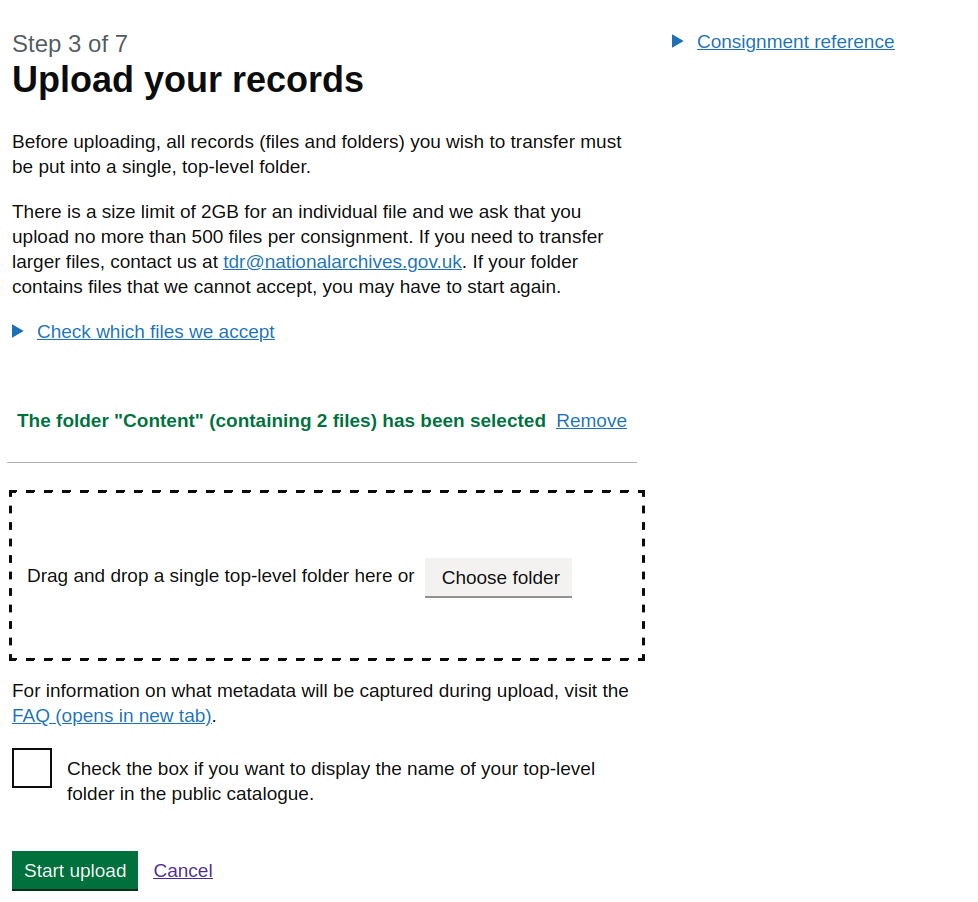 Step 3 of 7
Upload your records
Consignment reference
Before uploading, all records (files and folders) you wish to transfer must
be put into a single, top-level folder.
There is a size limit of 2GB for an individual file and we ask that you
upload no more than 500 files per consignment. If you need to transfer
larger files, contact us at tdr@nationalarchives.gov.uk. If your folder
contains files that we cannot accept, you may have to start again.
Check which files we accept
The folder "Content" (containing 2 files) has been selected Remove
Drag and drop a single top-level folder here or Choose folder
For information on what metadata will be captured during upload, visit the
FAQ (opens in new tab).
Check the box if you want to display the name of your top-level
folder in the public catalogue.
Start upload Cancel